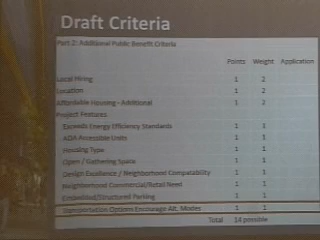 Draft Criteria
Part 2: Additional Public Benefit Criteria
Points Weight Application
Local Hiring 1 2
Location 1 2
Affordable Housing - Additional 1 2
Project Features
Exceeds Energy Efficiency Standards 1 1
ADA Accessible Units 1 1
Housing Type 1 1
Open / Gathering Space 1 1
Design Excellence / Neighborhood Compatability 1 1
Neighborhood Commercial/Retail Need 1 1
Embedded/Structured Parking 1 1
Transportation Options Encourage Alt. Modes 1 1
Total 14 possible